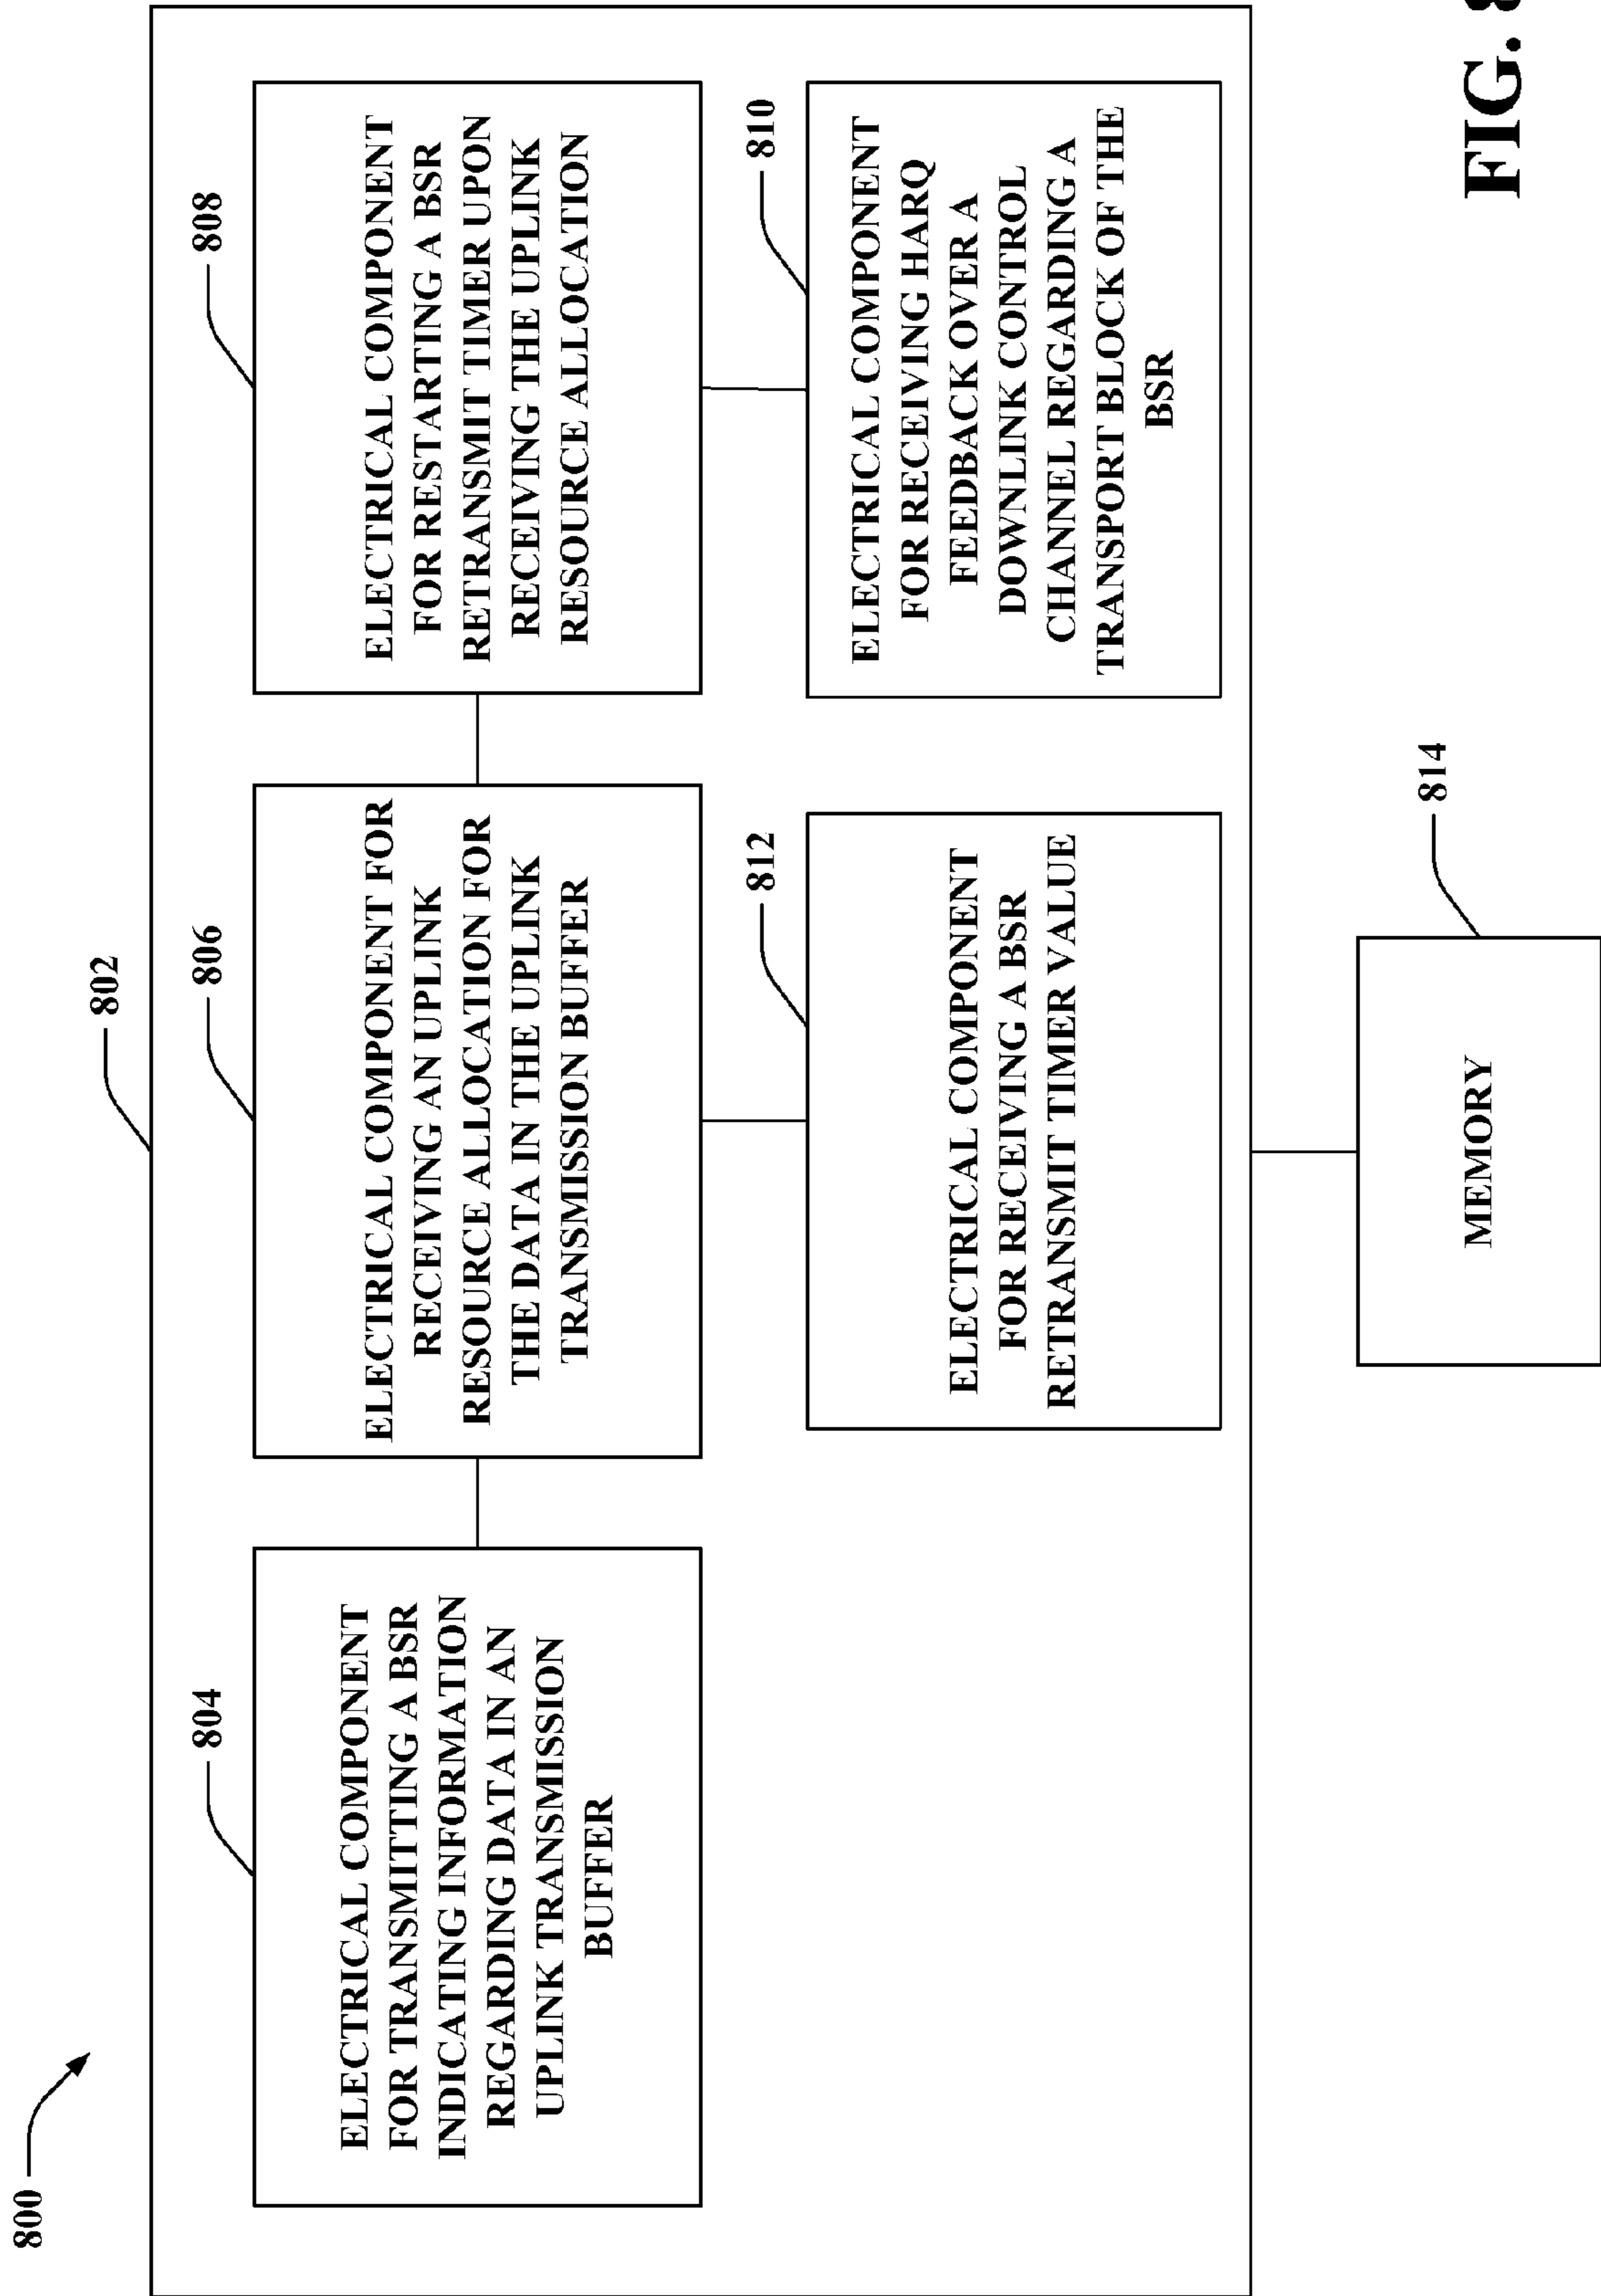 800
802
804
ELECTRICAL COMPONENT
FOR TRANSMITTING A BSR
INDICATING INFORMATION
REGARDING DATA IN AN
UPLINK TRANSMISSION
BUFFER
806
ELECTRICAL COMPONENT FOR
RECEIVING AN UPLINK
RESOURCE ALLOCATION FOR
THE DATA IN THE UPLINK
TRANSMISSION BUFFER
808
ELECTRICAL COMPONENT
FOR RESTARTING A BSR
RETRANSMIT TIMER UPON
RECEIVING THE UPLINK
RESOURCE ALLOCATION
812
ELECTRICAL COMPONENT
FOR RECEIVING A BSR
RETRANSMIT TIMER VALUE
810
ELECTRICAL COMPONENT
FOR RECEIVING HARQ
FEEDBACK OVER A
DOWNLINK CONTROL
CHANNEL REGARDING A
TRANSPORT BLOCK OF THE
BSR
814
MEMORY
FIG. 8